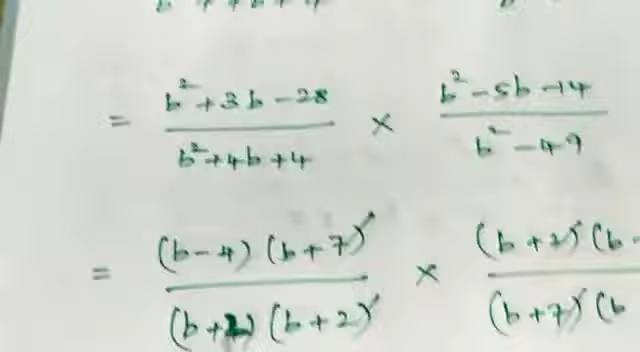 = (b²+3b-28)/(b²+4b+4) × (b²-5b-14)/(b²-49)
= ((b-4)(b+7))/((b+2)(b+2)) × ((b+2)(b-)/((b+7)(b